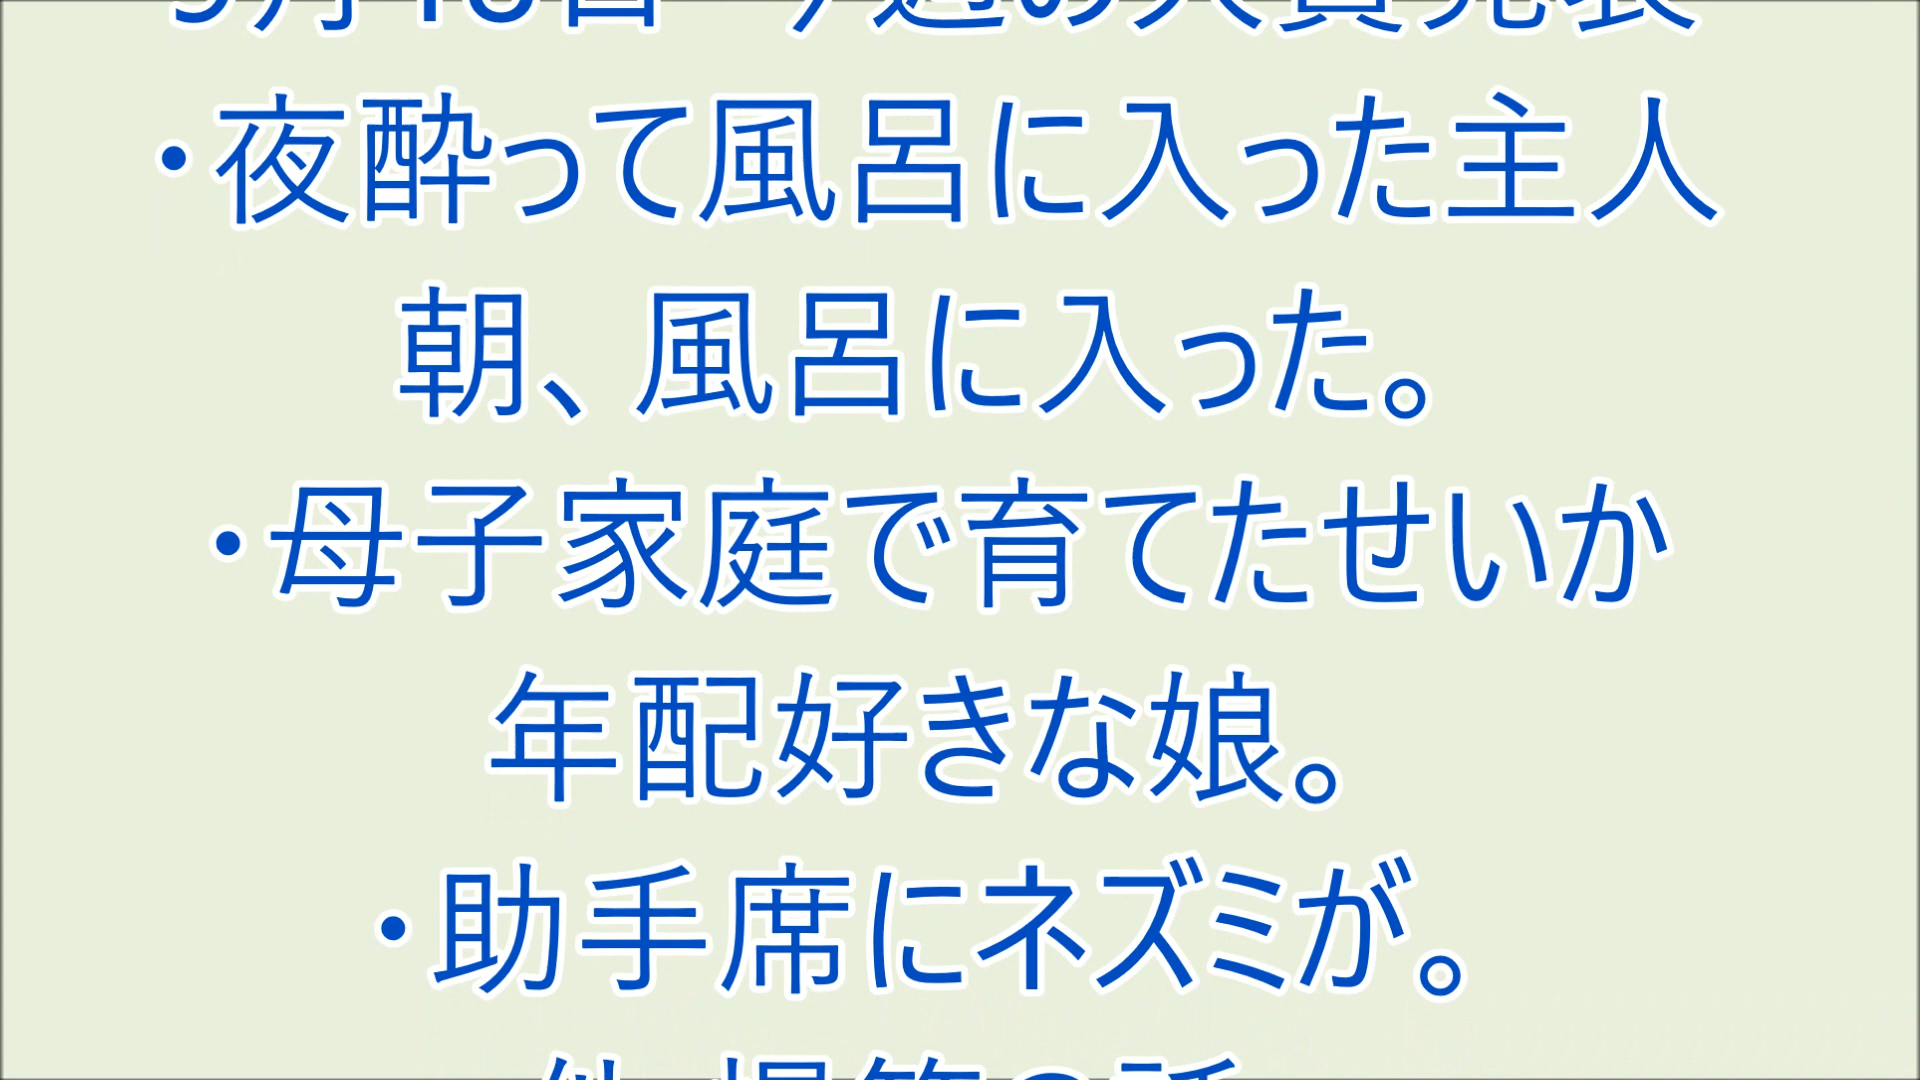 ・夜酔って風呂に入った主人
朝、風呂に入った。
・母子家庭で育てたせいか
年配好きな娘。
・助手席にネズミが。